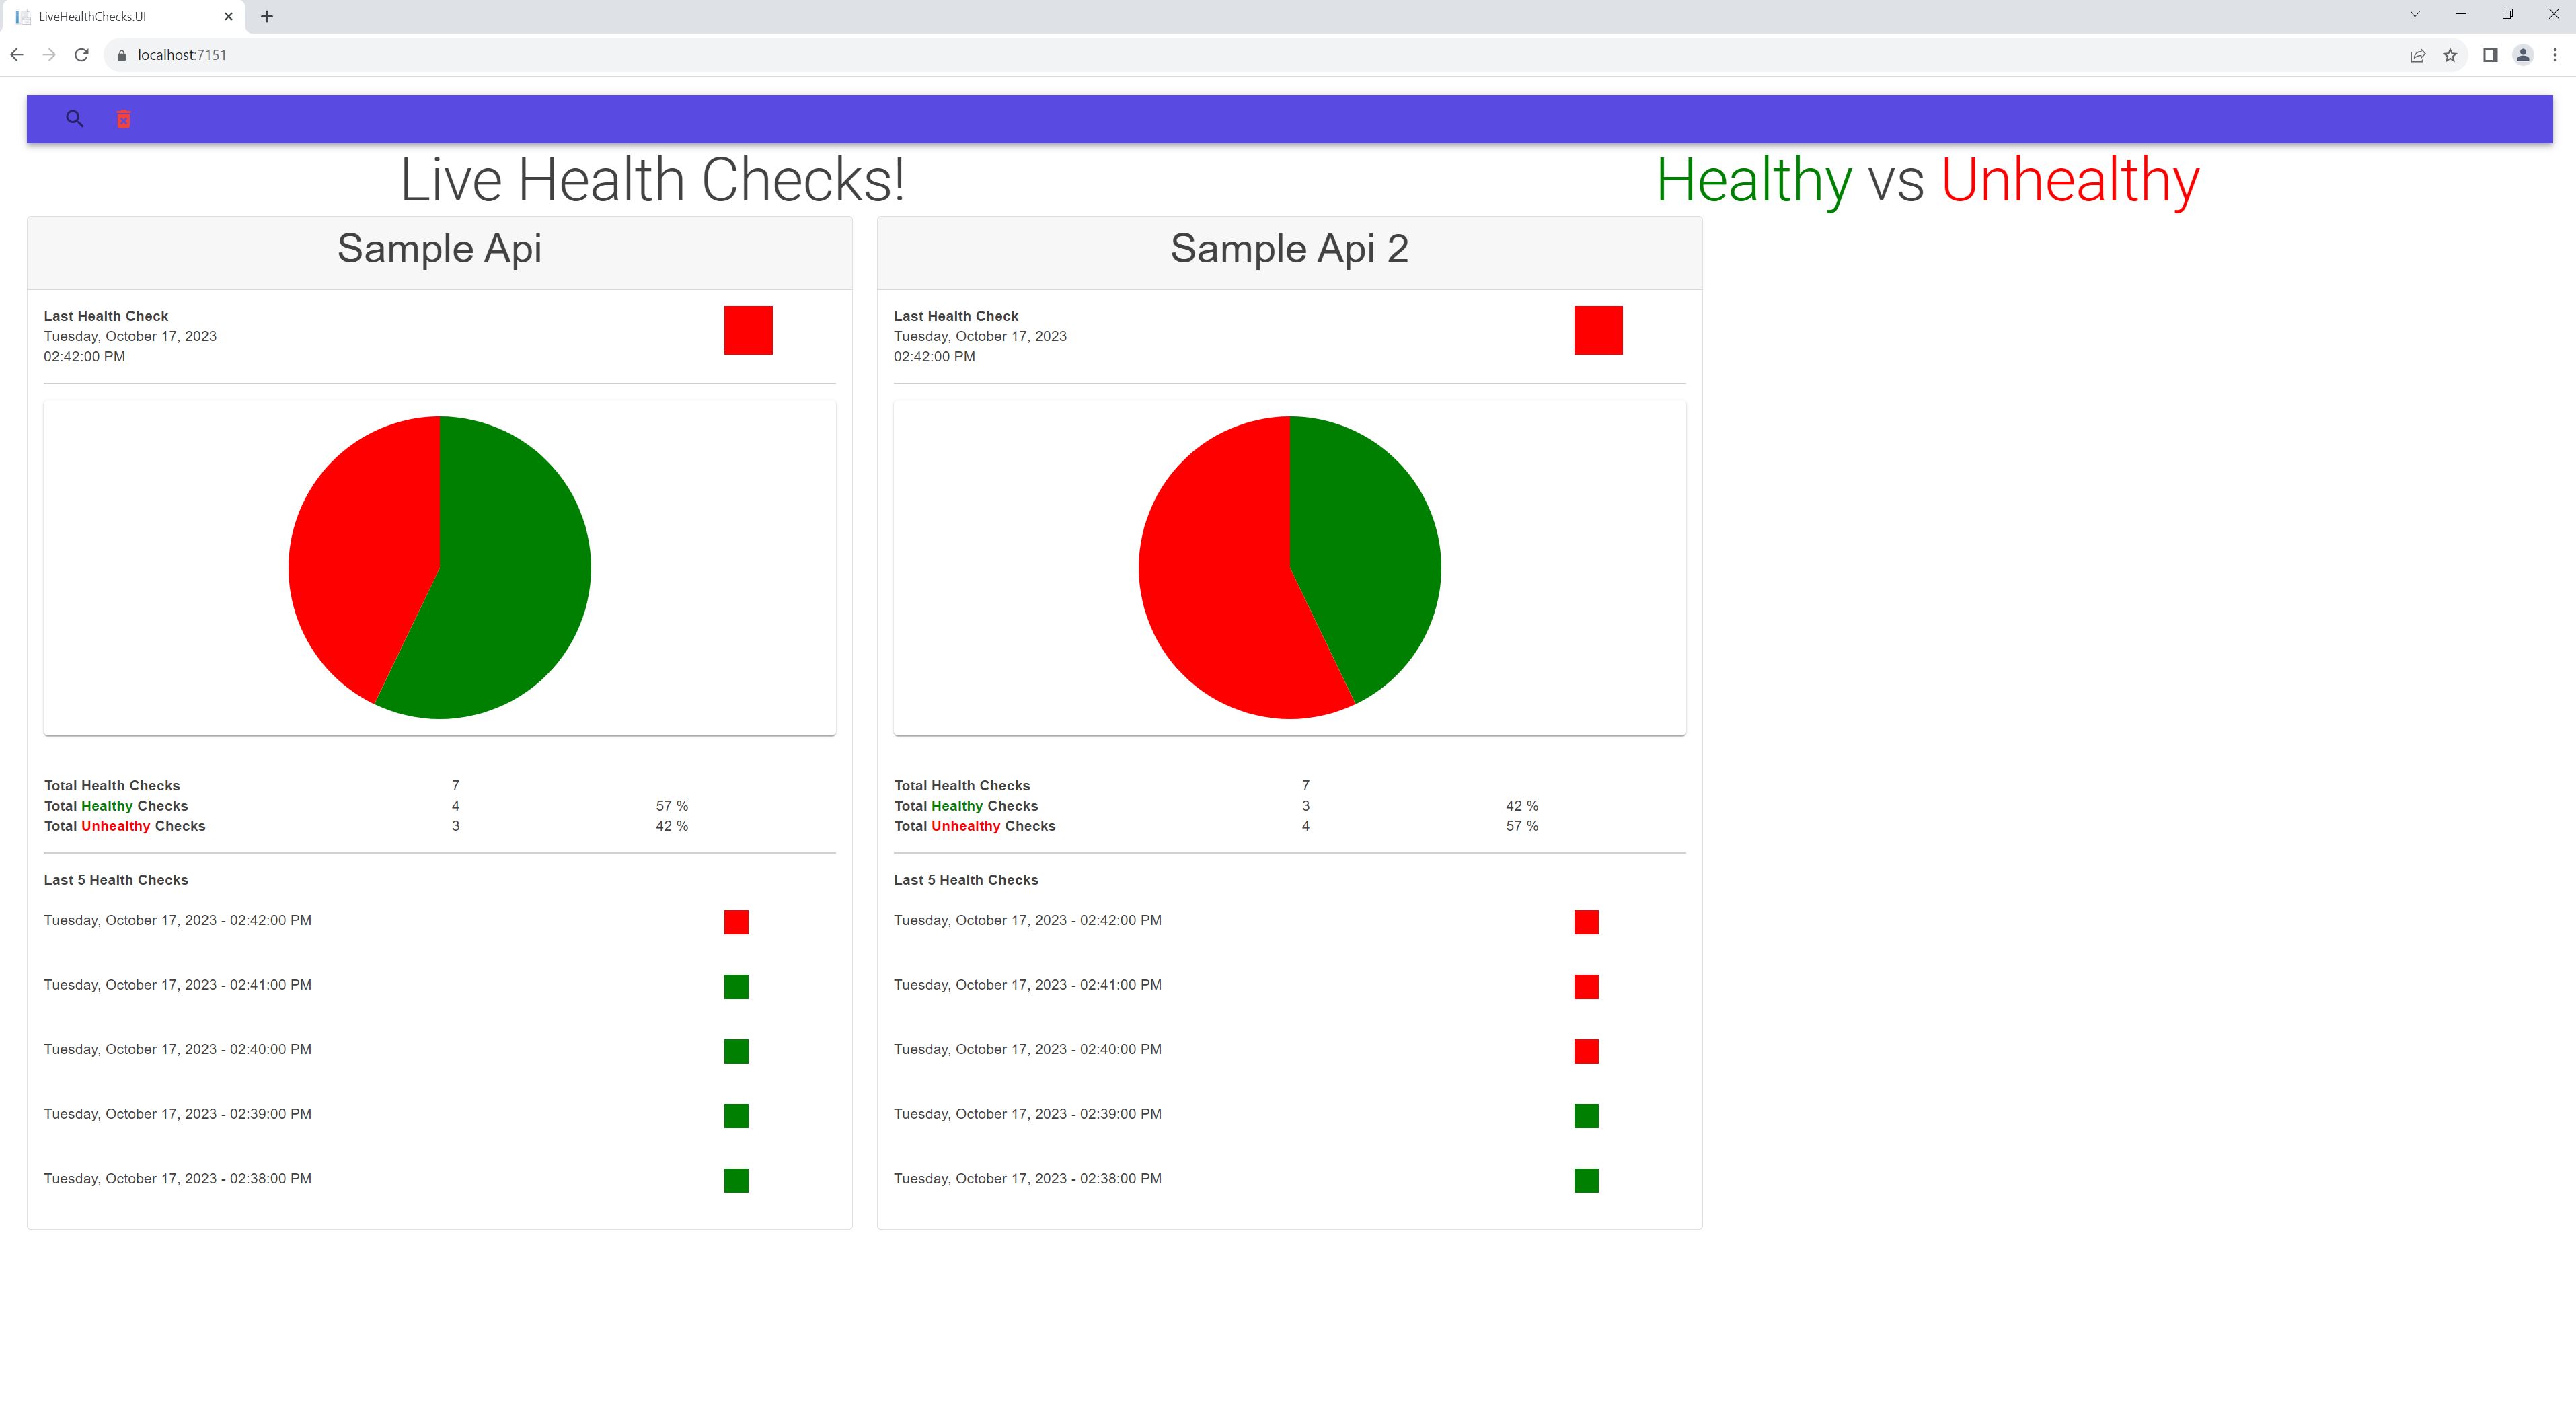 LiveHealthChecks.UI
localhost:7151
Live Health Checks!
Healthy vs Unhealthy
Sample Api
Last Health Check
Tuesday, October 17, 2023
02:42:00 PM
Total Health Checks 7
Total Healthy Checks 4 57 %
Total Unhealthy Checks 3 42 %
Last 5 Health Checks
Tuesday, October 17, 2023 - 02:42:00 PM
Tuesday, October 17, 2023 - 02:41:00 PM
Tuesday, October 17, 2023 - 02:40:00 PM
Tuesday, October 17, 2023 - 02:39:00 PM
Tuesday, October 17, 2023 - 02:38:00 PM
Sample Api 2
Last Health Check
Tuesday, October 17, 2023
02:42:00 PM
Total Health Checks 7
Total Healthy Checks 3 42 %
Total Unhealthy Checks 4 57 %
Last 5 Health Checks
Tuesday, October 17, 2023 - 02:42:00 PM
Tuesday, October 17, 2023 - 02:41:00 PM
Tuesday, October 17, 2023 - 02:40:00 PM
Tuesday, October 17, 2023 - 02:39:00 PM
Tuesday, October 17, 2023 - 02:38:00 PM